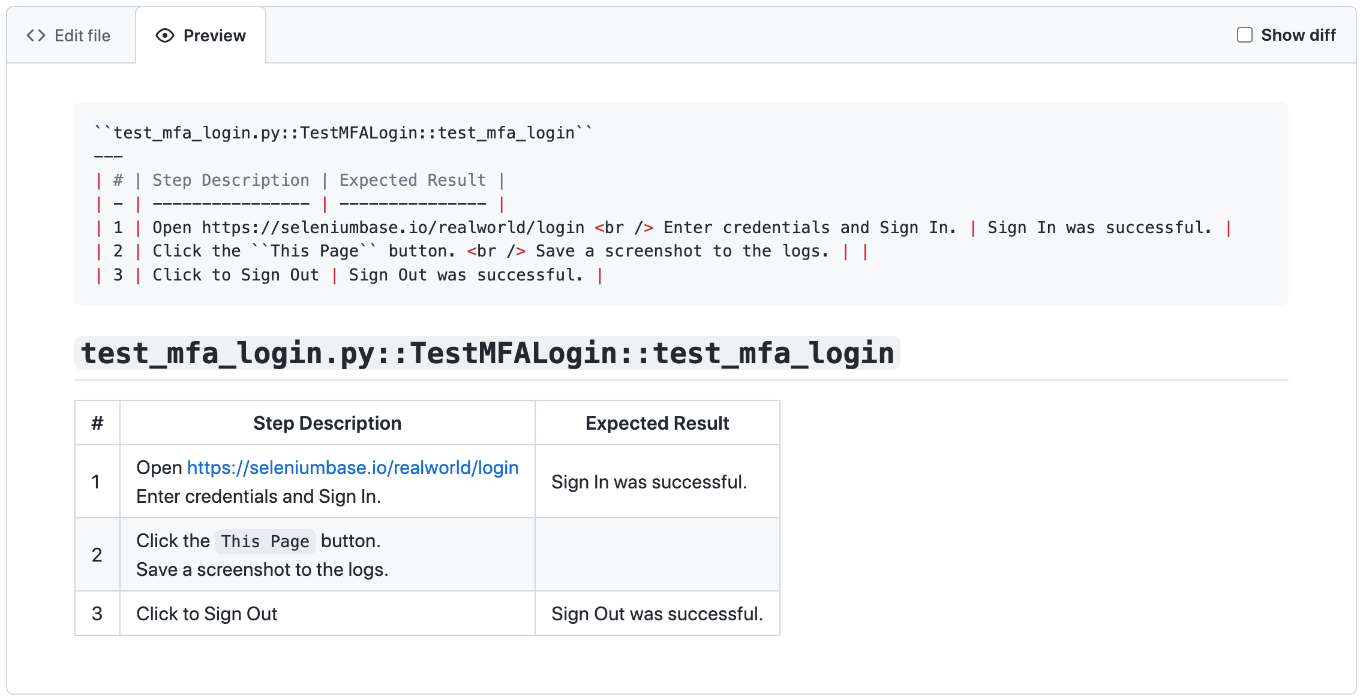 <> Edit file Preview Show diff
``test_mfa_login.py::TestMFALogin::test_mfa_login``
---
| # | Step Description | Expected Result |
| - | ---------------- | --------------- |
| 1 | Open https://seleniumbase.io/realworld/login <br /> Enter credentials and Sign In. | Sign In was successful. |
| 2 | Click the ``This Page`` button. <br /> Save a screenshot to the logs. | |
| 3 | Click to Sign Out | Sign Out was successful. |
test_mfa_login.py::TestMFALogin::test_mfa_login
# Step Description Expected Result
1 Open https://seleniumbase.io/realworld/login
Enter credentials and Sign In. Sign In was successful.
2 Click the This Page button.
Save a screenshot to the logs.
3 Click to Sign Out Sign Out was successful.